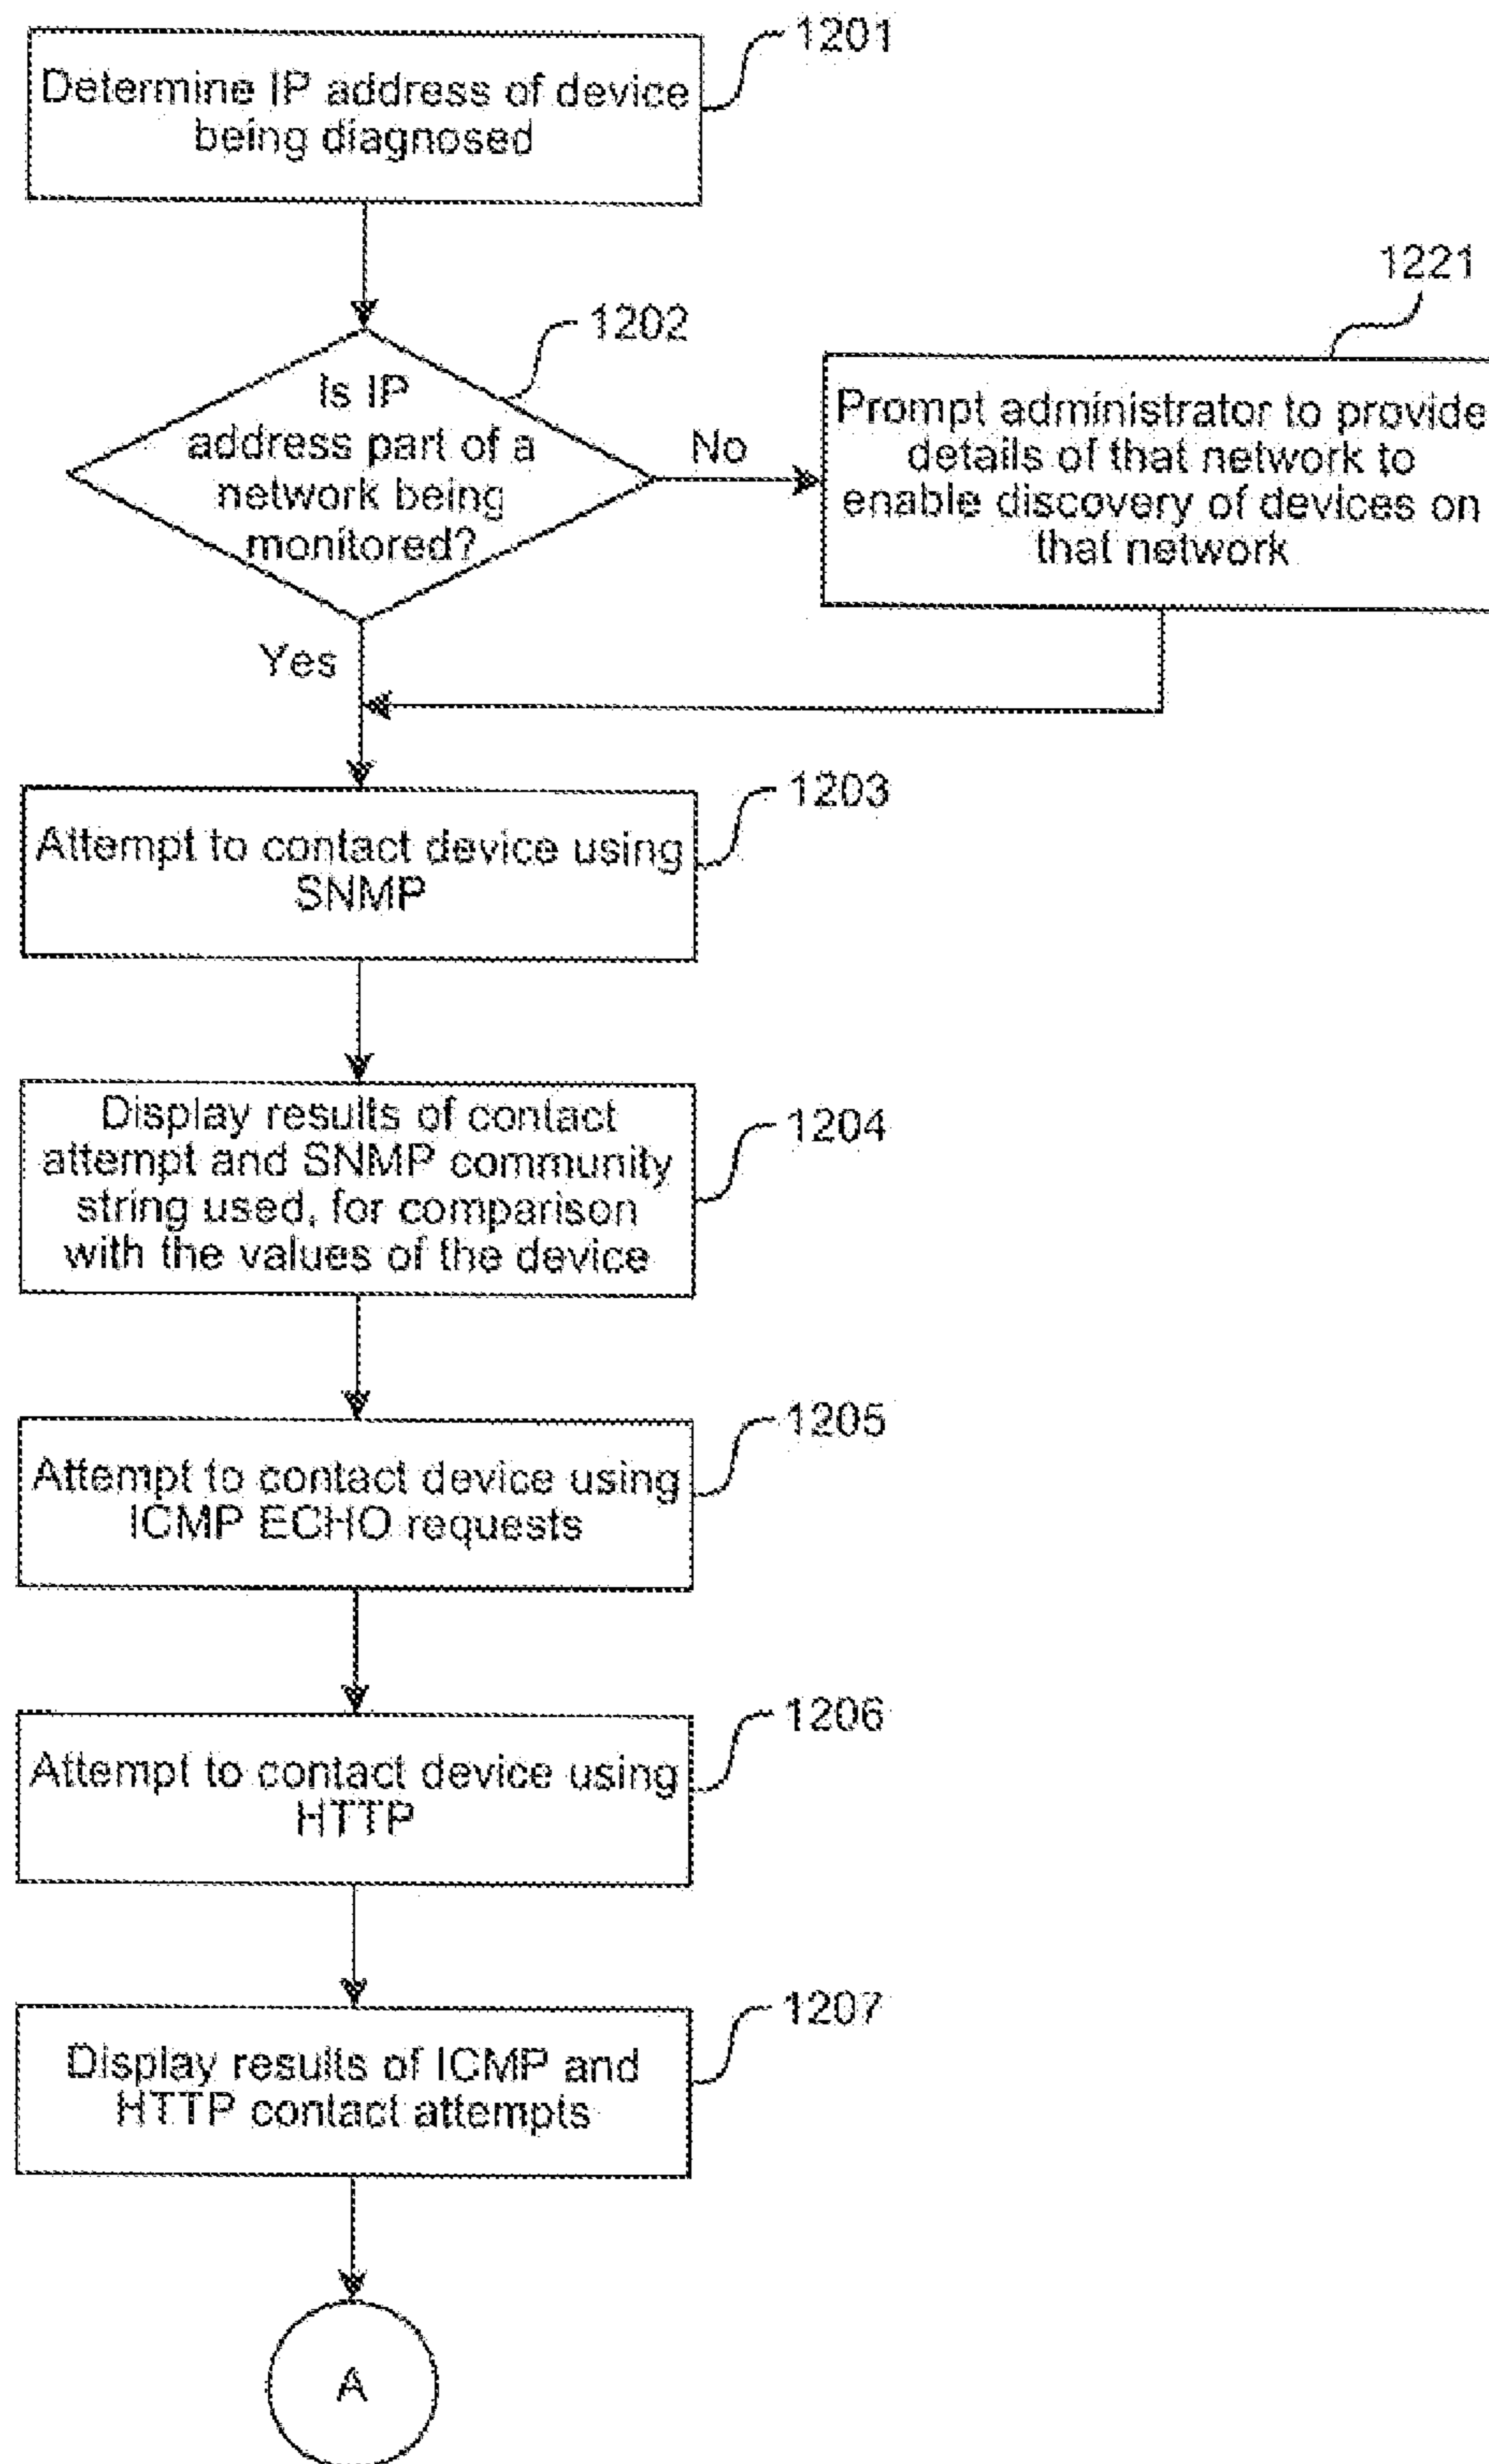 1201
Determine IP address of device
being diagnosed
1202
Is IP
address part of a
network being
monitored?
No
Yes
1221
Prompt administrator to provide
details of that network to
enable discovery of devices on
that network
1203
Attempt to contact device using
SNMP
1204
Display results of contact
attempt and SNMP community
string used, for comparison
with the values of the device
1205
Attempt to contact device using
ICMP ECHO requests
1206
Attempt to contact device using
HTTP
1207
Display results of ICMP and
HTTP contact attempts
A